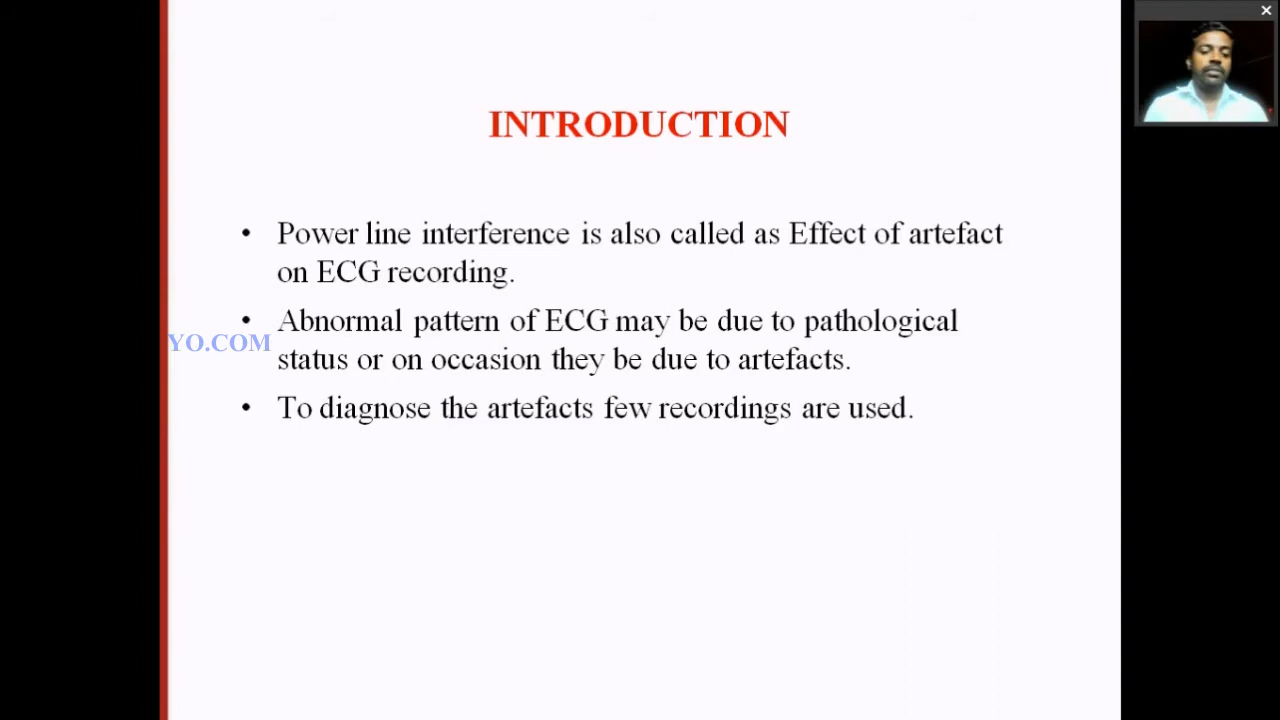 INTRODUCTION
• Power line interference is also called as Effect of artefact
on ECG recording.
• Abnormal pattern of ECG may be due to pathological
status or on occasion they be due to artefacts.
• To diagnose the artefacts few recordings are used.
YO.COM